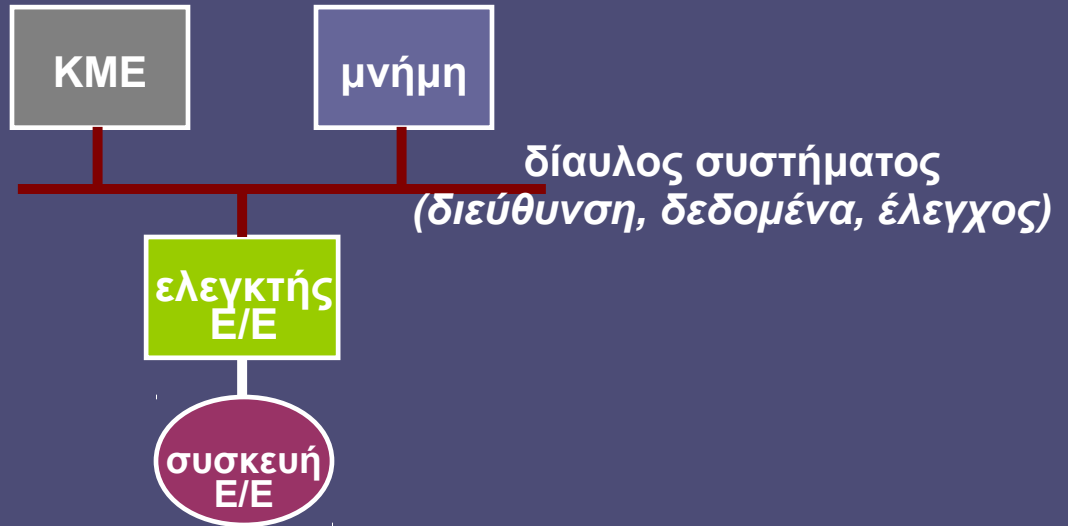 ΚΜΕ
μνήμη
δίαυλος συστήματος
(διεύθυνση, δεδομένα, έλεγχος)
ελεγκτής
Ε/Ε
συσκευή
Ε/Ε